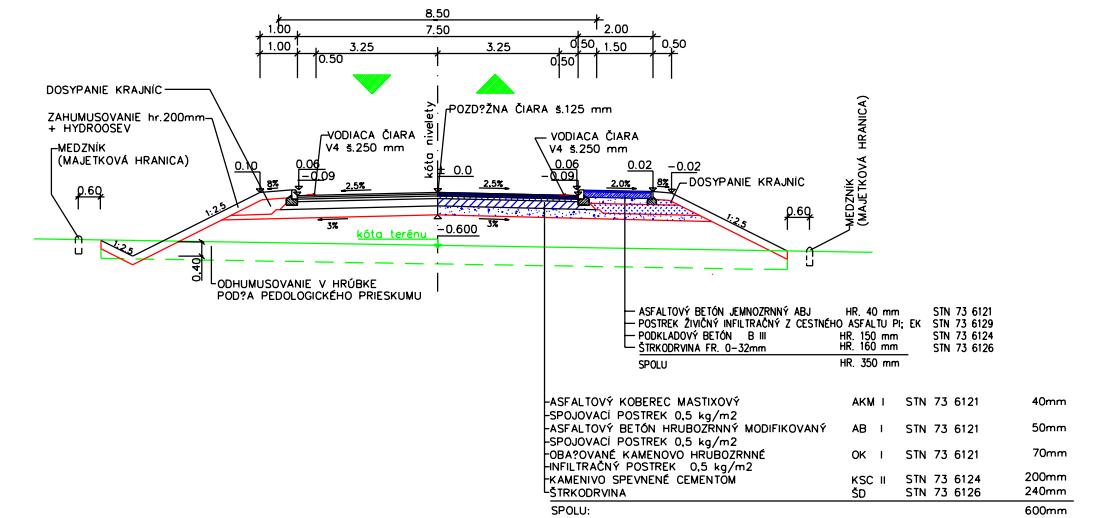 8.50
1.00 7.50 2.00
1.00 3.25 3.25 0.50 1.50 0.50
0.50 0.50
DOSYPANIE KRAJNÍC
ZAHUMUSOVANIE hr.200mm
+ HYDROOSEV
MEDZNÍK
(MAJETKOVÁ HRANICA)
kóta nivelety
POZD?ŽNA ČIARA š.125 mm
VODIACA ČIARA
V4 š.250 mm
VODIACA ČIARA
V4 š.250 mm
MEDZNÍK
(MAJETKOVÁ HRANICA)
0.10 0.06 ± 0.0 0.06 0.02 -0.02
-0.09 -0.09
8% 2,5% 2,5% 2,0% 8%
DOSYPANIE KRAJNÍC
0.60 0.60
1:2.5 1:2.5
3% 3%
kóta terénu -0.600
1:2.5
0.40
ODHUMUSOVANIE V HRÚBKE
POD?A PEDOLOGICKÉHO PRIESKUMU
ASFALTOVÝ BETÓN JEMNOZRNNÝ ABJ HR. 40 mm STN 73 6121
POSTREK ŽIVIČNÝ INFILTRAČNÝ Z CESTNÉHO ASFALTU PI; EK STN 73 6129
PODKLADOVÝ BETÓN B III HR. 150 mm STN 73 6124
ŠTRKODRVINA FR. 0-32mm HR. 160 mm STN 73 6126
SPOLU HR. 350 mm
ASFALTOVÝ KOBEREC MASTIXOVÝ AKM I STN 73 6121 40mm
SPOJOVACÍ POSTREK 0,5 kg/m2
ASFALTOVÝ BETÓN HRUBOZRNNÝ MODIFIKOVANÝ AB I STN 73 6121 50mm
SPOJOVACÍ POSTREK 0,5 kg/m2
OBA?OVANÉ KAMENOVO HRUBOZRNNÉ OK I STN 73 6121 70mm
INFILTRAČNÝ POSTREK 0,5 kg/m2
KAMENIVO SPEVNENÉ CEMENTOM KSC II STN 73 6124 200mm
ŠTRKODRVINA ŠD STN 73 6126 240mm
SPOLU: 600mm